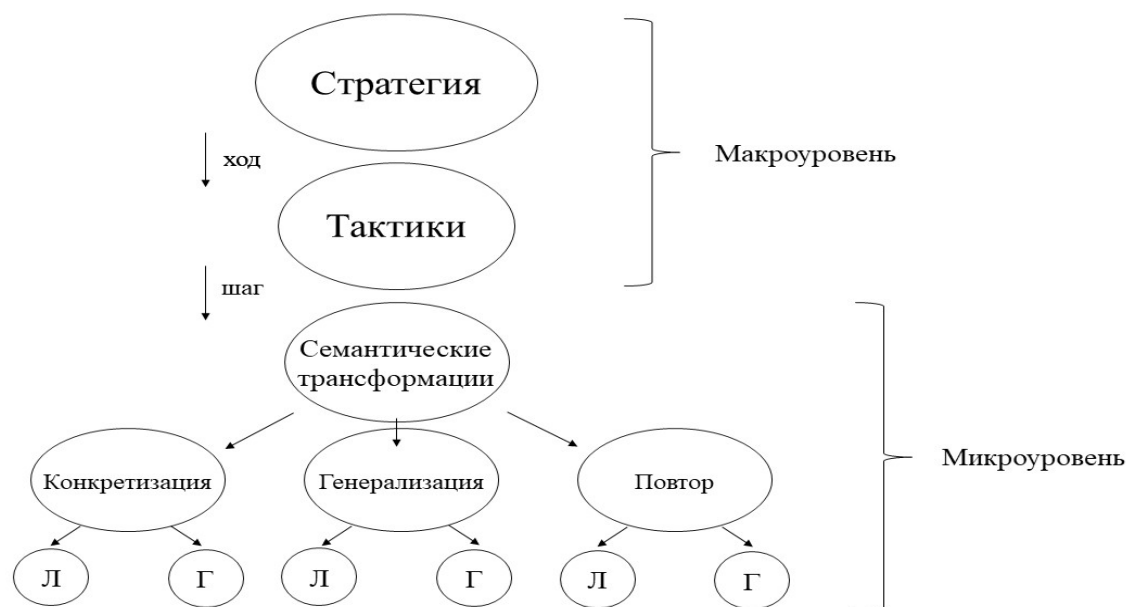 Стратегия
ход
Макроуровень
Тактики
шаг
Семантические
трансформации
Микроуровень
Конкретизация
Генерализация
Повтор
Л
Г
Л
Г
Л
Г